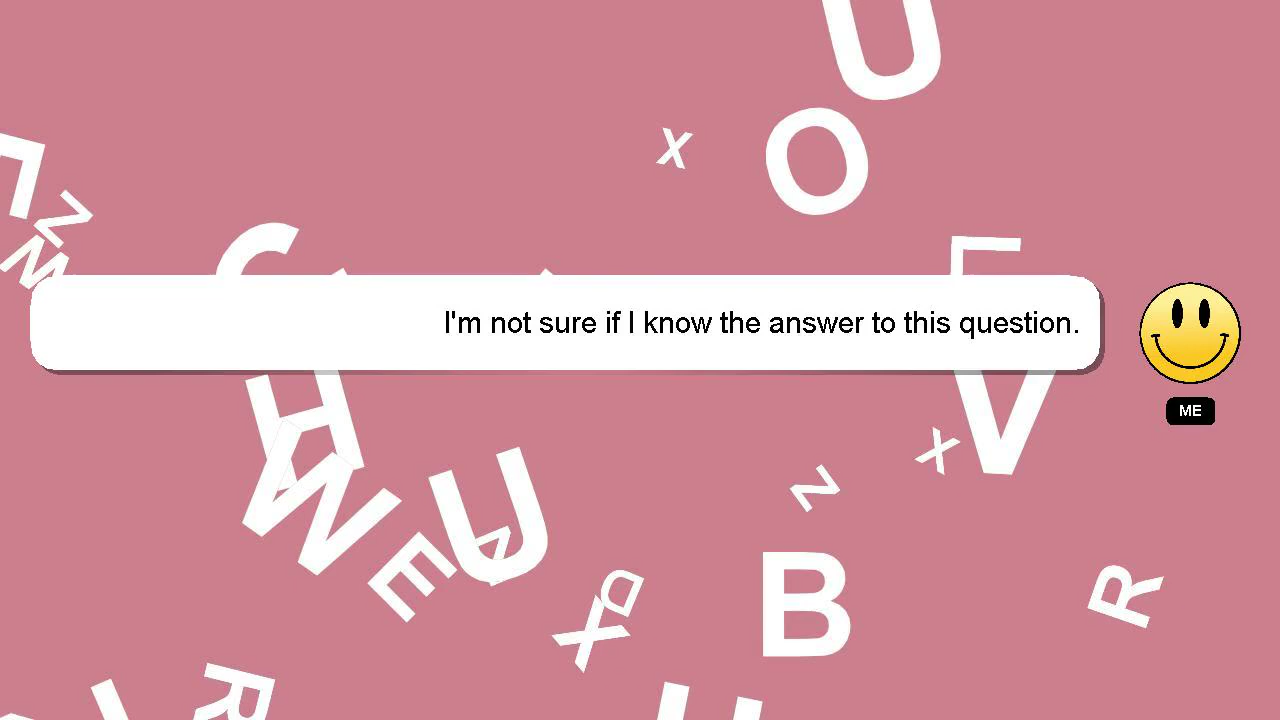 U
X
O
Z
M
I'm not sure if I know the answer to this question.
ME
H
V
X
W
U
Z
E
D
X
B
R
R